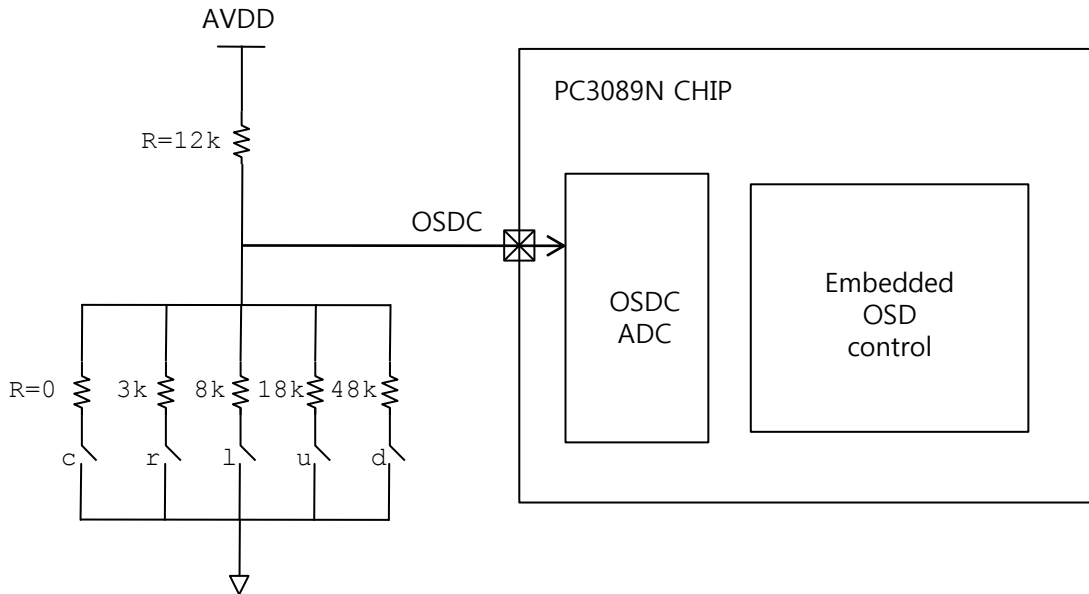 AVDD
PC3089N CHIP
R=12k
OSDC
OSDC
ADC
Embedded
OSD
control
R=0 3k 8k 18k 48k
c r l u d